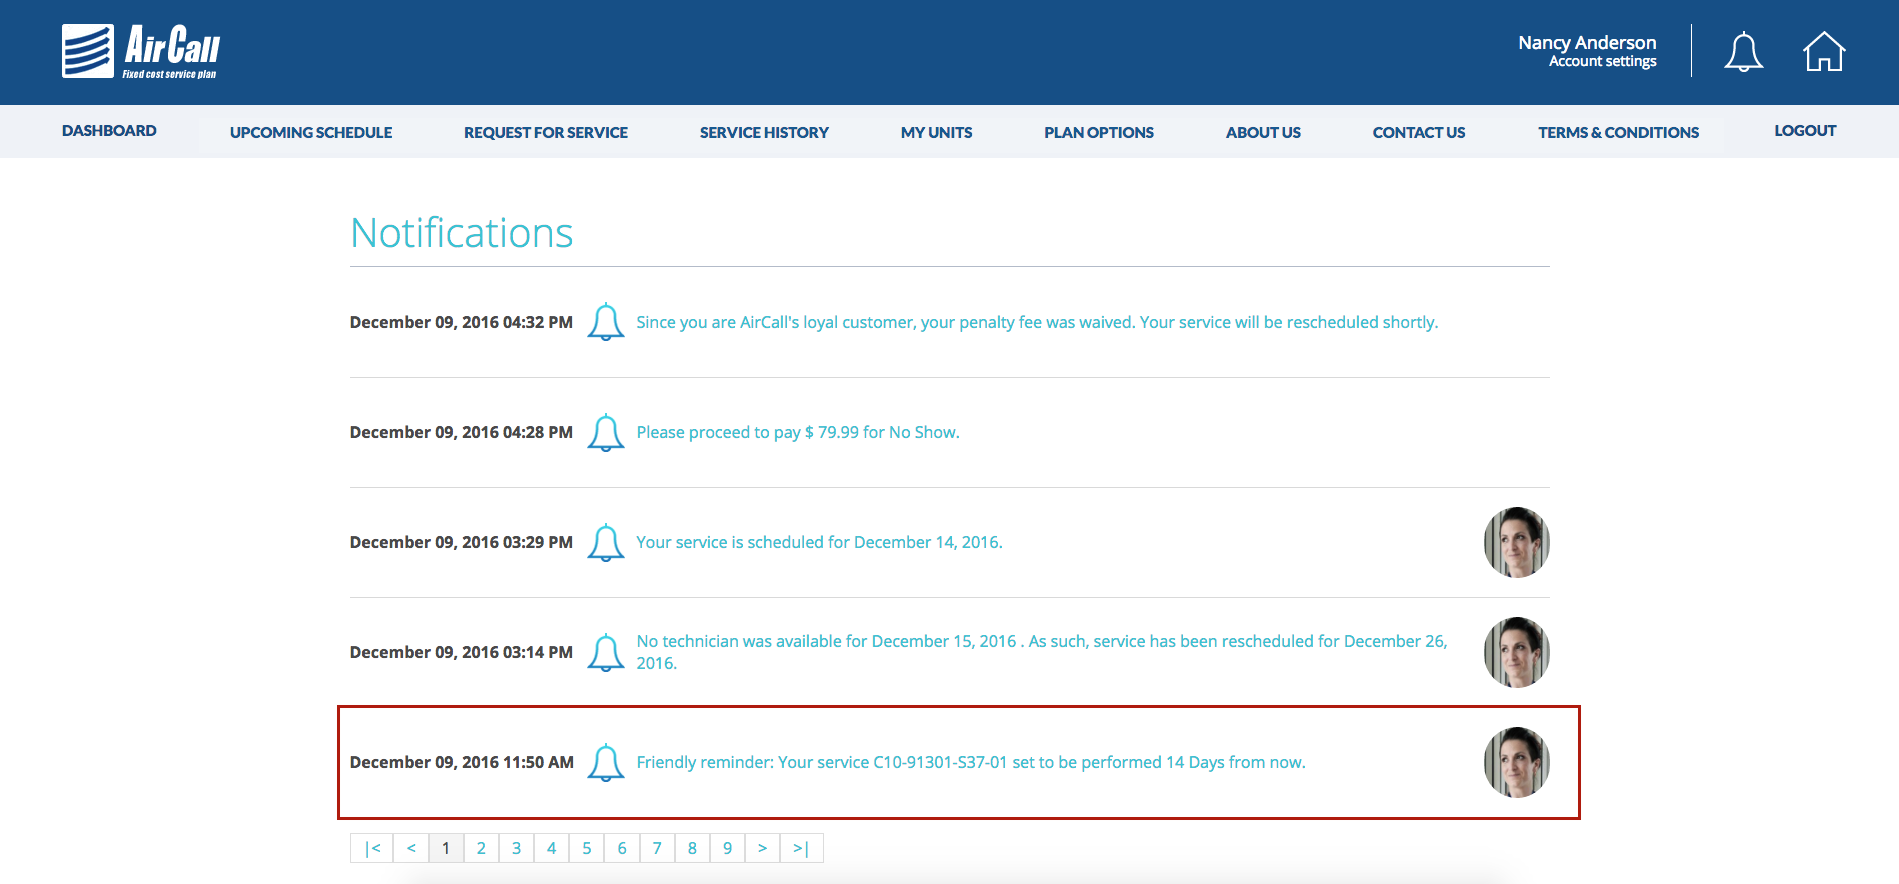 AirCall
Fixed cost service plan
Nancy Anderson
Account settings
DASHBOARD UPCOMING SCHEDULE REQUEST FOR SERVICE SERVICE HISTORY MY UNITS PLAN OPTIONS ABOUT US CONTACT US TERMS & CONDITIONS LOGOUT
Notifications
December 09, 2016 04:32 PM Since you are AirCall's loyal customer, your penalty fee was waived. Your service will be rescheduled shortly.
December 09, 2016 04:28 PM Please proceed to pay $ 79.99 for No Show.
December 09, 2016 03:29 PM Your service is scheduled for December 14, 2016.
December 09, 2016 03:14 PM No technician was available for December 15, 2016 . As such, service has been rescheduled for December 26,
2016.
December 09, 2016 11:50 AM Friendly reminder: Your service C10-91301-S37-01 set to be performed 14 Days from now.
|< < 1 2 3 4 5 6 7 8 9 > >|